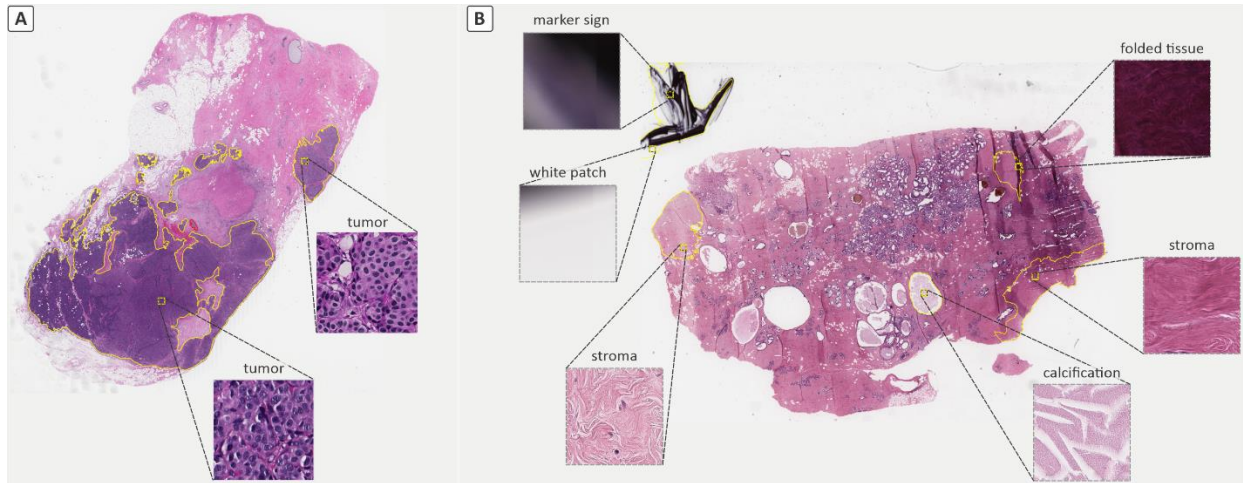 A
tumor
tumor
B
marker sign
folded tissue
white patch
stroma
stroma
calcification